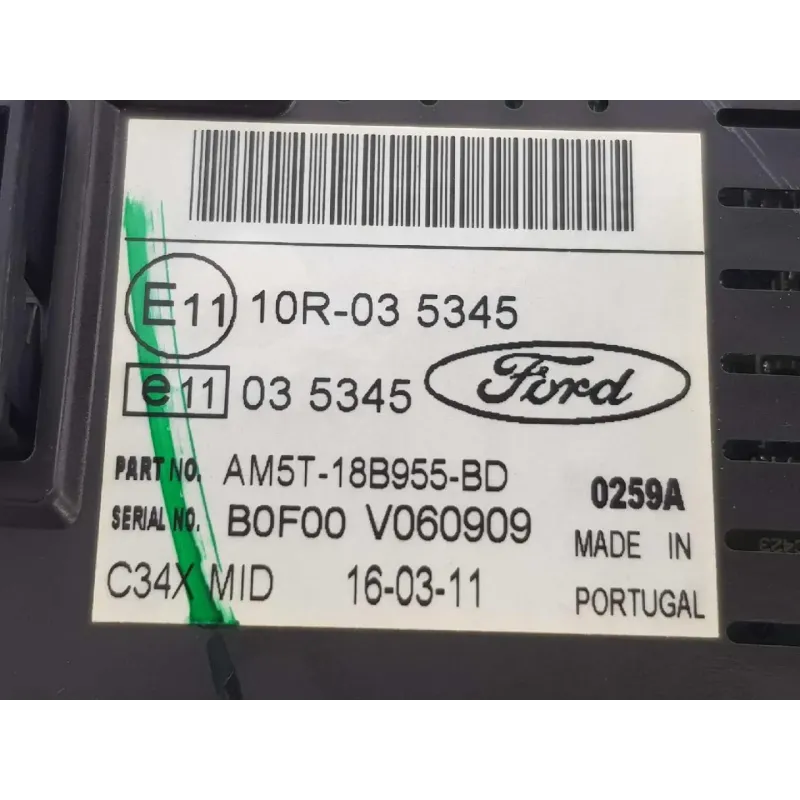 E11 10R-03 5345
e11 03 5345 Ford
PART NO. AM5T-18B955-BD
0259A
SERIAL NO. B0F00 V060909
MADE IN
C34X MID 16-03-11
PORTUGAL